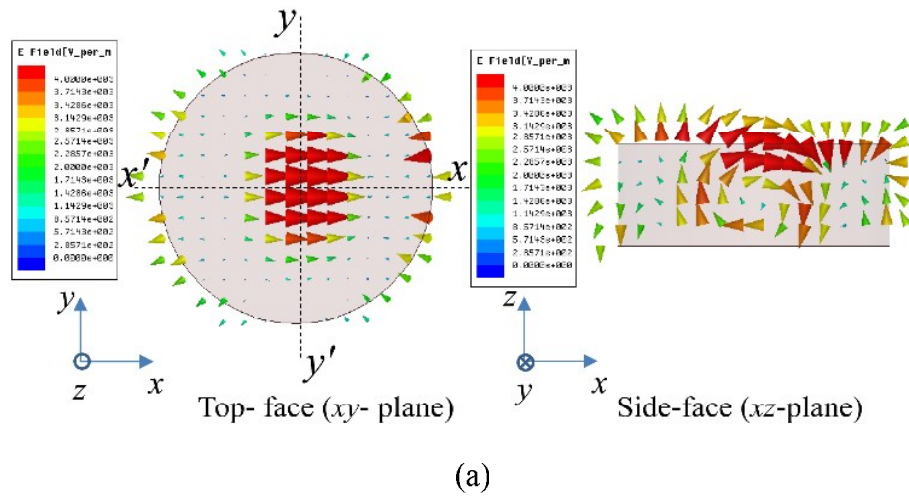 y
E Field[V_per_m
4.0000e+003
3.7143e+003
3.4286e+003
3.1429e+003
2.8571e+003
2.5714e+003
2.2857e+003
2.0000e+003
1.7143e+003
1.4286e+003
1.1429e+003
8.5714e+002
5.7143e+002
2.8571e+002
0.0000e+000
x'
x
y'
y
z
x
Top- face (xy- plane)
E Field[V_per_m
4.0000e+003
3.7143e+003
3.4286e+003
3.1429e+003
2.8571e+003
2.5714e+003
2.2857e+003
2.0000e+003
1.7143e+003
1.4286e+003
1.1429e+003
8.5714e+002
5.7143e+002
2.8571e+002
0.0000e+000
z
y
x
Side-face (xz-plane)
(a)